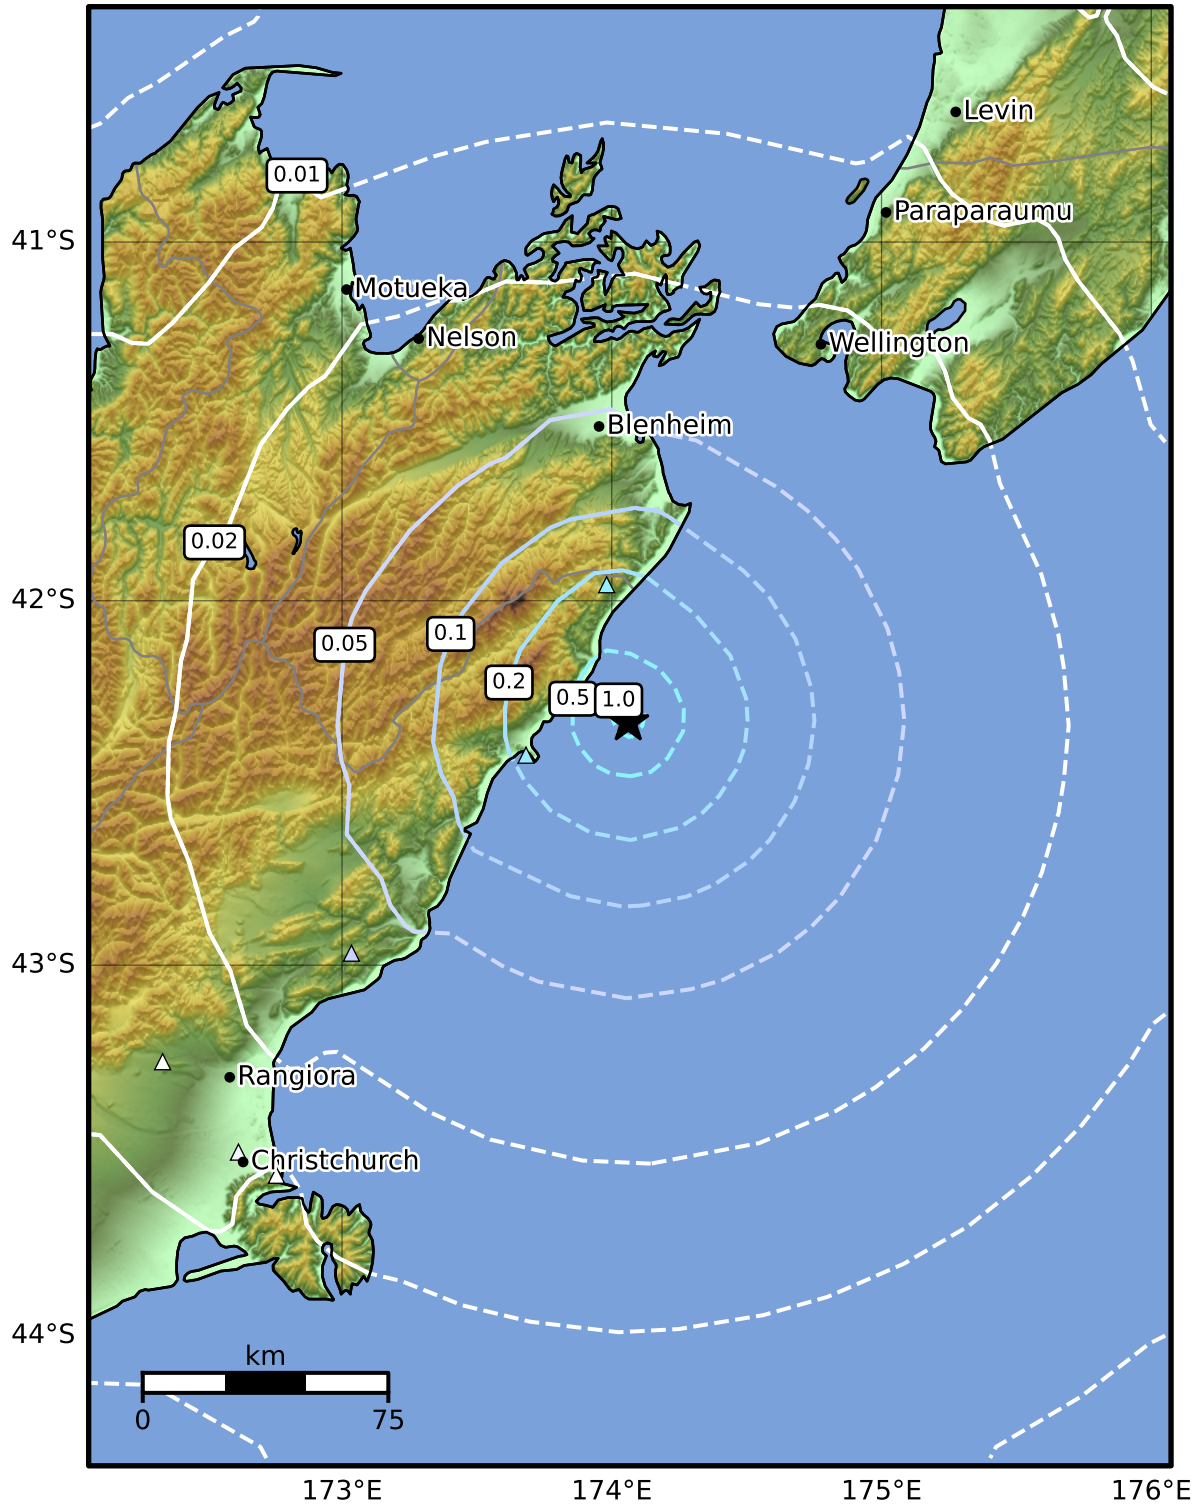 Levin
0.01
Paraparaumu
41°S
Motueka
Nelson
Wellington
Blenheim
0.02
42°S
0.1
0.05
0.2
0.5
1.0
43°S
Rangiora
Christchurch
44°S
km
0
75
173°E
174°E
175°E
176°E